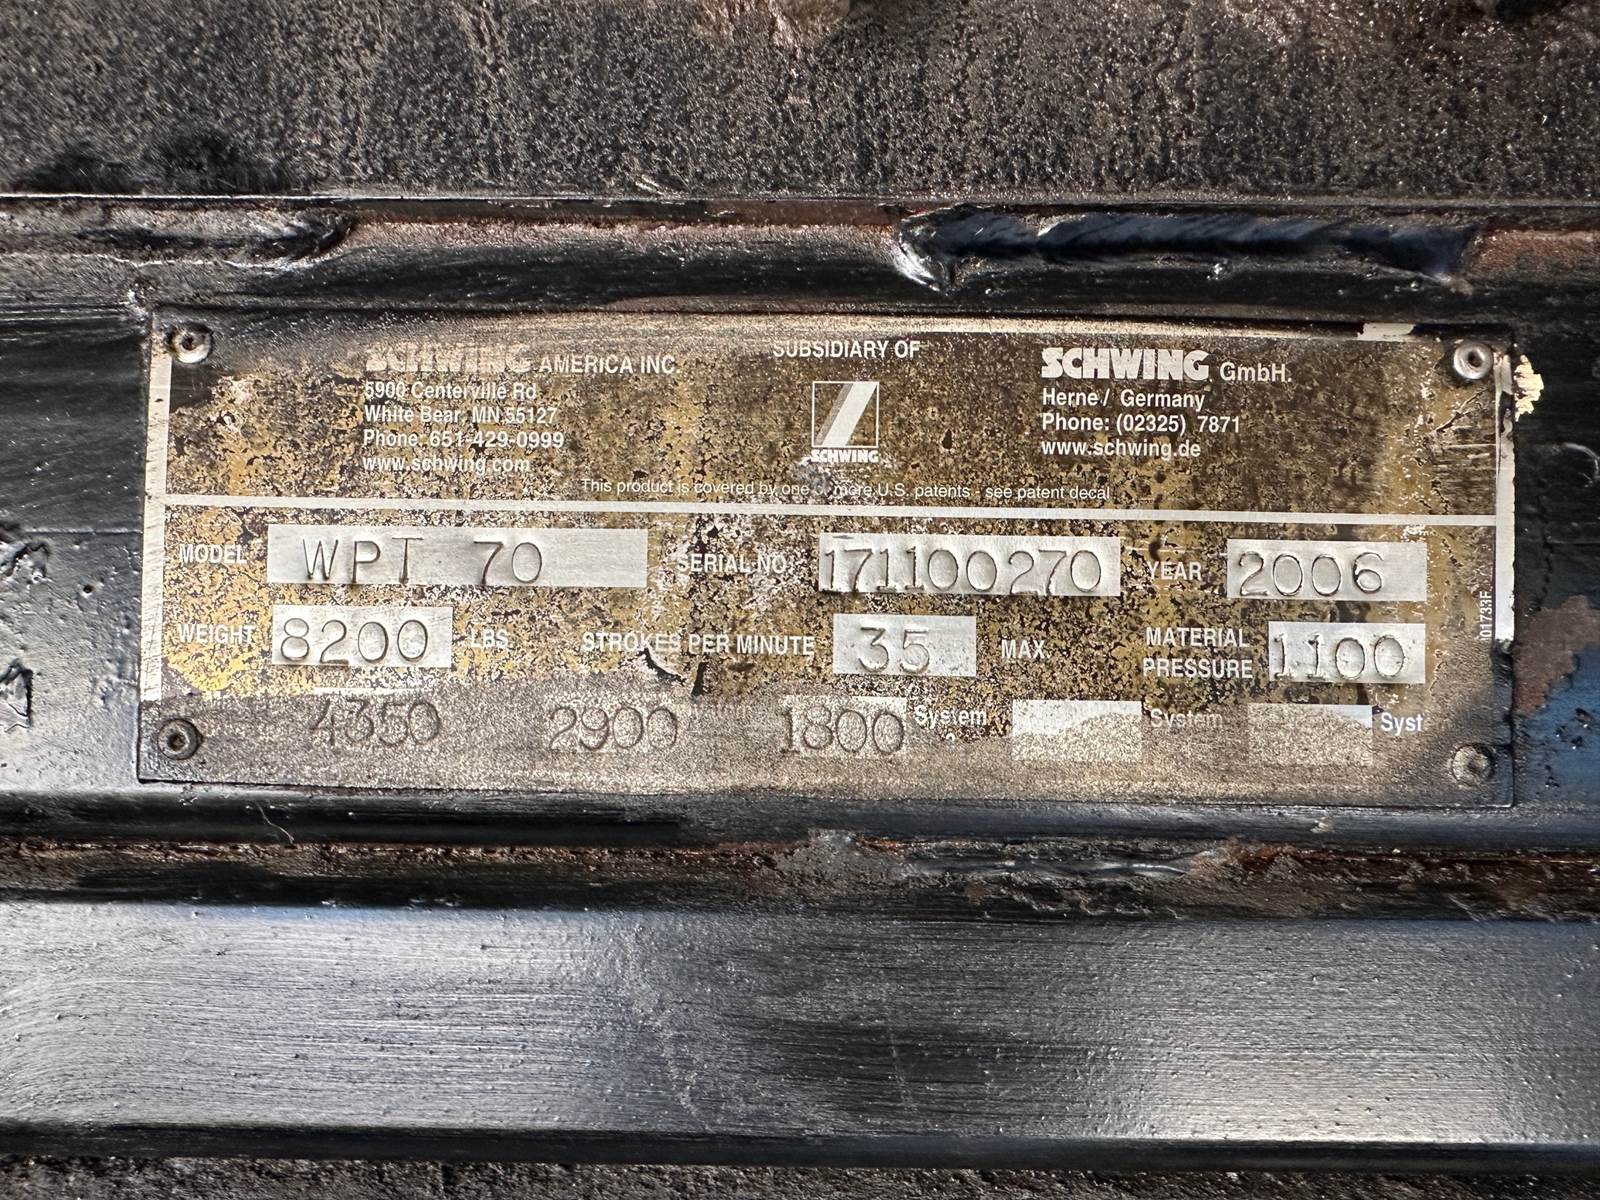 SCHWING AMERICA INC
5900 Centerville Rd
White Bear, MN 55127
Phone: 651-429-0999
www.schwing.com
SUBSIDIARY OF
SCHWING
SCHWING GmbH.
Herne / Germany
Phone: (02325) 7871
www.schwing.de
This product is covered by one or more U.S. patents - see patent decal
MODEL WPT 70 SERIAL NO. 171100270 YEAR 2006
WEIGHT 8200 LBS. STROKES PER MINUTE 35 MAX. MATERIAL PRESSURE 1100
4350 2900 1800 System System Syst